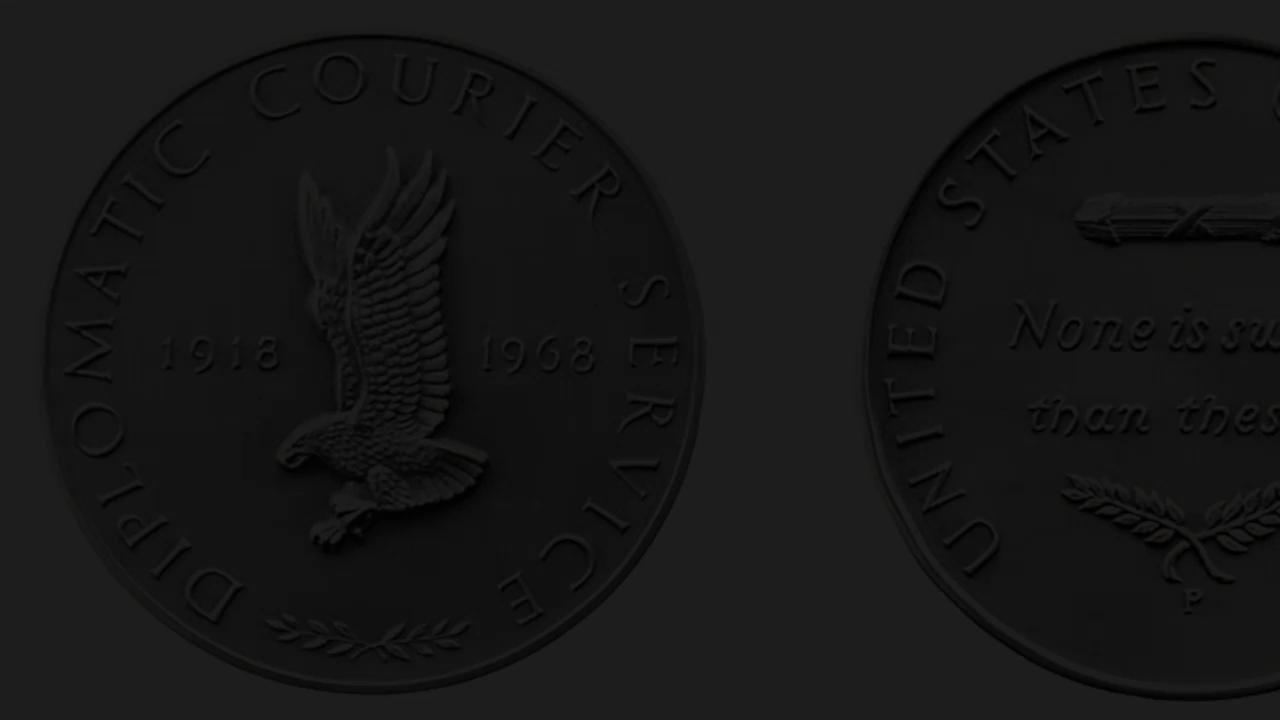 DIPLOMATIC COURIER SERVICE
1918 1968
UNITED STATES
None is
than
P